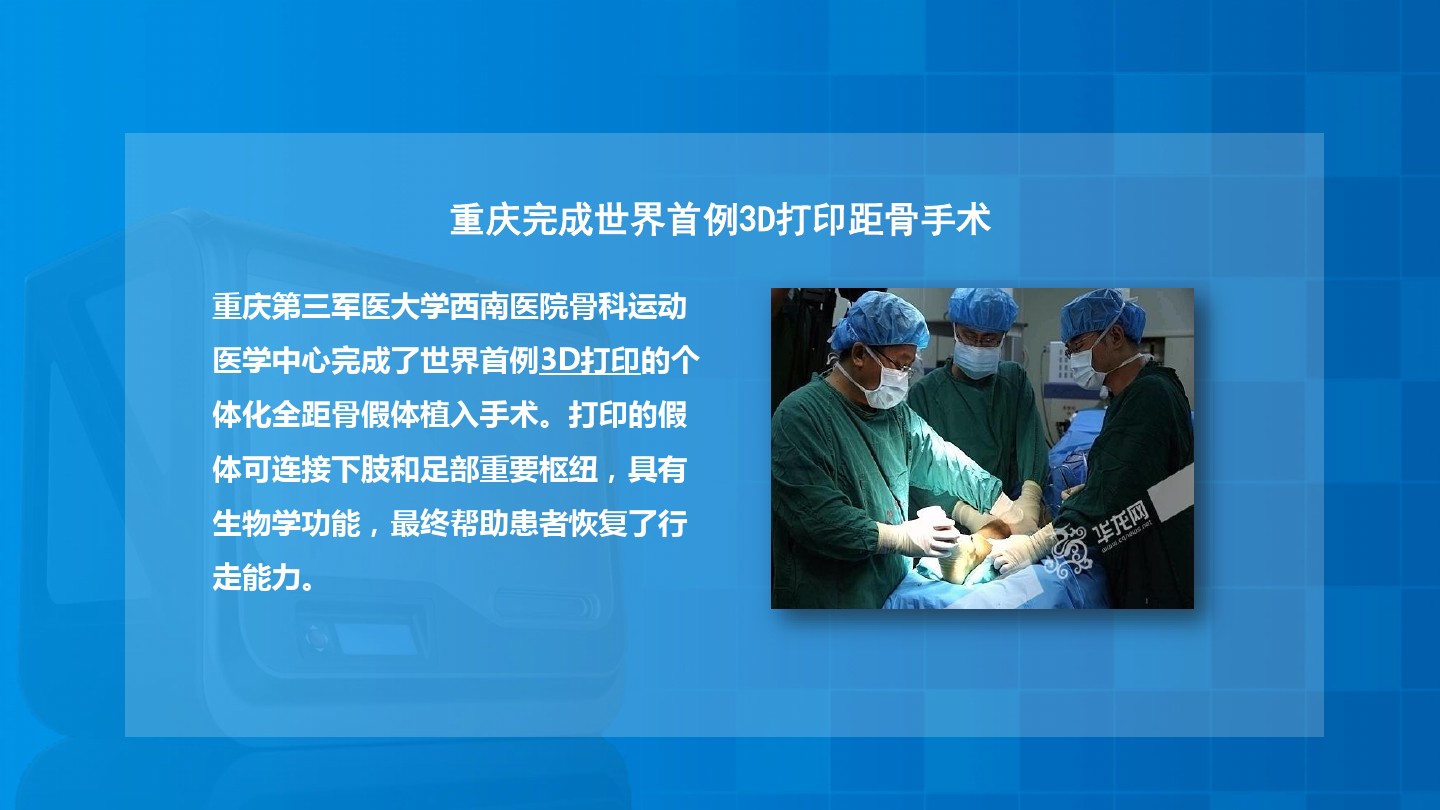 重庆完成世界首例3D打印距骨手术
重庆第三军医大学西南医院骨科运动
医学中心完成了世界首例3D打印的个
体化全距骨假体植入手术。打印的假
体可连接下肢和足部重要枢纽，具有
生物学功能，最终帮助患者恢复了行
走能力。
华龙网
www.cqnews.net